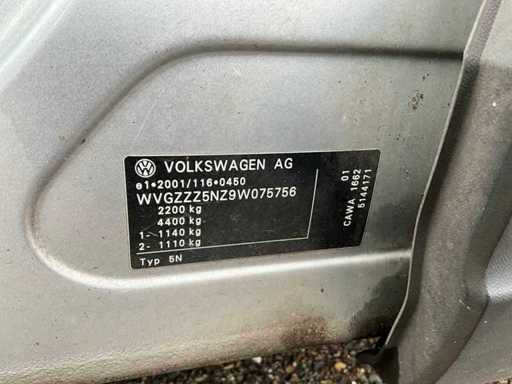 VOLKSWAGEN AG
e1*2001/116*0450
WVGZZZ5NZ9W075756
2200 kg
4400 kg
1- 1140 kg
2- 1110 kg
Typ 5N
01
CAWA 1662
5144171